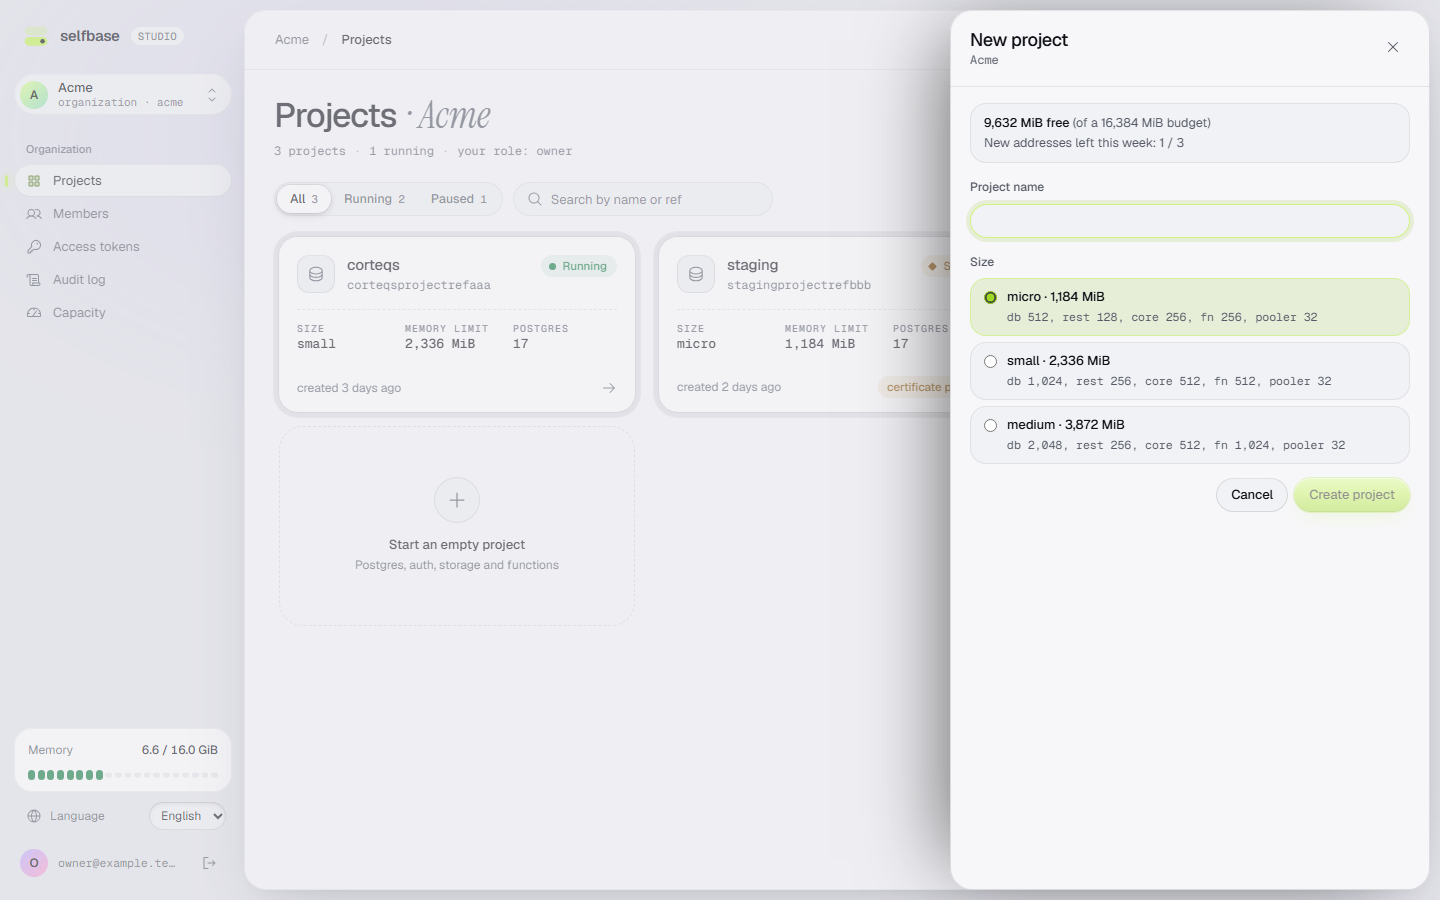 selfbase STUDIO
A Acme
organization · acme
Organization
Projects
Members
Access tokens
Audit log
Capacity
Memory 6.6 / 16.0 GiB
Language English
O owner@example.te…
Acme / Projects
Projects · Acme
3 projects · 1 running · your role: owner
All 3 Running 2 Paused 1 Search by name or ref
corteqs Running
corteqsprojectrefaaa
SIZE MEMORY LIMIT POSTGRES
small 2,336 MiB 17
created 3 days ago
staging S
stagingprojectrefbbb
SIZE MEMORY LIMIT POSTGRES
micro 1,184 MiB 17
created 2 days ago certificate p
Start an empty project
Postgres, auth, storage and functions
New project
Acme
9,632 MiB free (of a 16,384 MiB budget)
New addresses left this week: 1 / 3
Project name
Size
micro · 1,184 MiB
db 512, rest 128, core 256, fn 256, pooler 32
small · 2,336 MiB
db 1,024, rest 256, core 512, fn 512, pooler 32
medium · 3,872 MiB
db 2,048, rest 256, core 512, fn 1,024, pooler 32
Cancel Create project